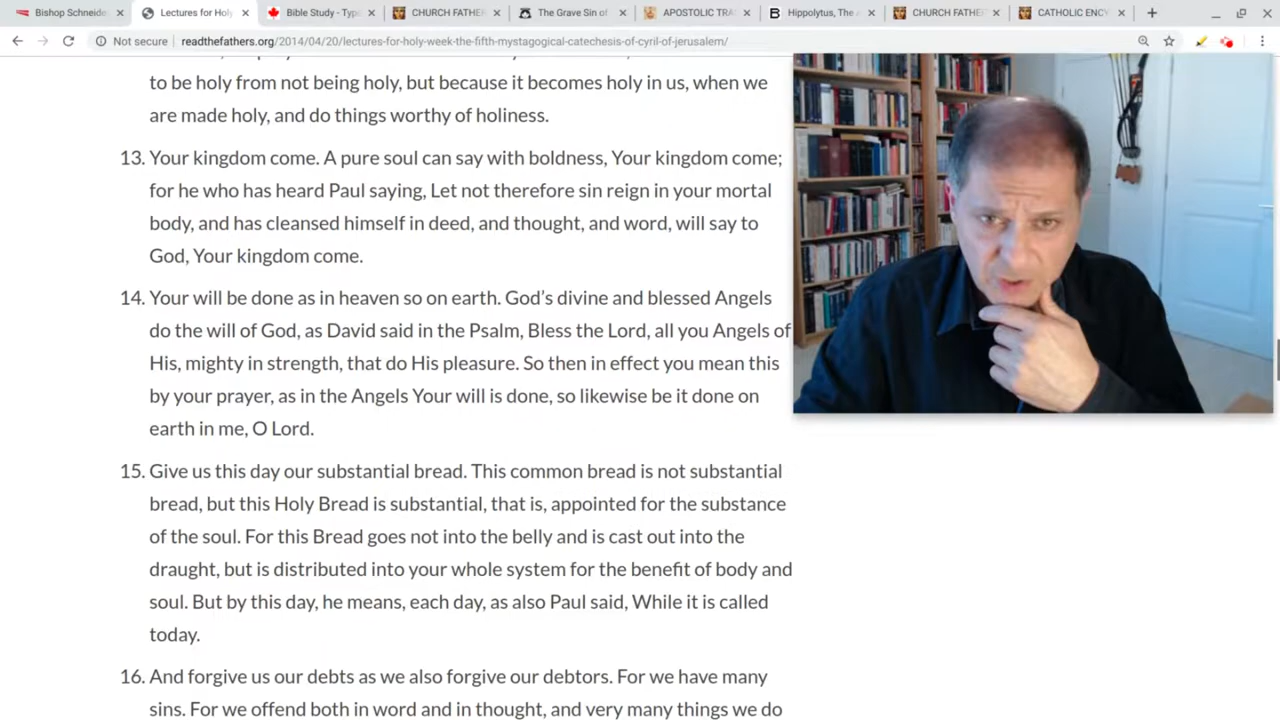 Bishop Schneide
Lectures for Holy
Bible Study - Type
CHURCH FATHE
The Grave Sin of
APOSTOLIC TRA
Hippolytus, The A
CHURCH FATHE
CATHOLIC ENCY
Not secure
readthefathers.org/2014/04/20/lectures-for-holy-week-the-fifth-mystagogical-catechesis-of-cyril-of-jerusalem/
to be holy from not being holy, but because it becomes holy in us, when we
are made holy, and do things worthy of holiness.
13. Your kingdom come. A pure soul can say with boldness, Your kingdom come;
for he who has heard Paul saying, Let not therefore sin reign in your mortal
body, and has cleansed himself in deed, and thought, and word, will say to
God, Your kingdom come.
14. Your will be done as in heaven so on earth. God's divine and blessed Angels
do the will of God, as David said in the Psalm, Bless the Lord, all you Angels of
His, mighty in strength, that do His pleasure. So then in effect you mean this
by your prayer, as in the Angels Your will is done, so likewise be it done on
earth in me, O Lord.
15. Give us this day our substantial bread. This common bread is not substantial
bread, but this Holy Bread is substantial, that is, appointed for the substance
of the soul. For this Bread goes not into the belly and is cast out into the
draught, but is distributed into your whole system for the benefit of body and
soul. But by this day, he means, each day, as also Paul said, While it is called
today.
16. And forgive us our debts as we also forgive our debtors. For we have many
sins. For we offend both in word and in thought, and very many things we do